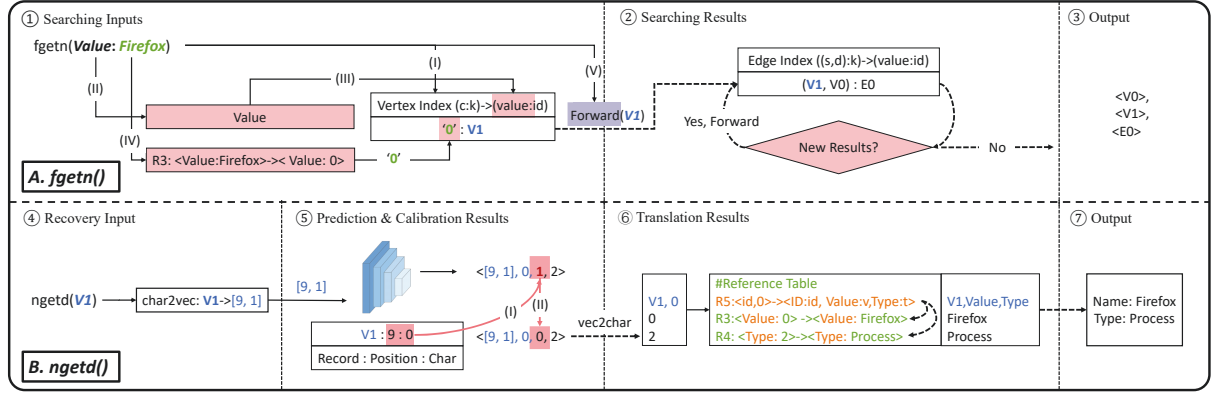 ① Searching Inputs
fgetn(Value: Firefox)
(I)
(II)
(III)
(V)
(IV)
Value
Vertex Index (c:k)->(value:id)
'0' : V1
Forward(V1)
R3: <Value:Firefox>-><Value: 0>
'0'
A. fgetn()
② Searching Results
Edge Index ((s,d):k)->(value:id)
(V1, V0) : E0
Yes, Forward
New Results?
No
③ Output
<V0>,
<V1>,
<E0>
④ Recovery Input
ngetd(V1)
char2vec: V1->[9, 1]
B. ngetd()
⑤ Prediction & Calibration Results
[9, 1]
<[9, 1], 0, 1, 2>
(I)
(II)
V1 : 9 : 0
Record : Position : Char
<[9, 1], 0, 0, 2>
vec2char
⑥ Translation Results
V1, 0
0
2
#Reference Table
R5:<id,0>-><ID:id, Value:v,Type:t>
R3:<Value: 0> -><Value: Firefox>
R4: <Type: 2>-><Type: Process>
V1,Value,Type
Firefox
Process
⑦ Output
Name: Firefox
Type: Process